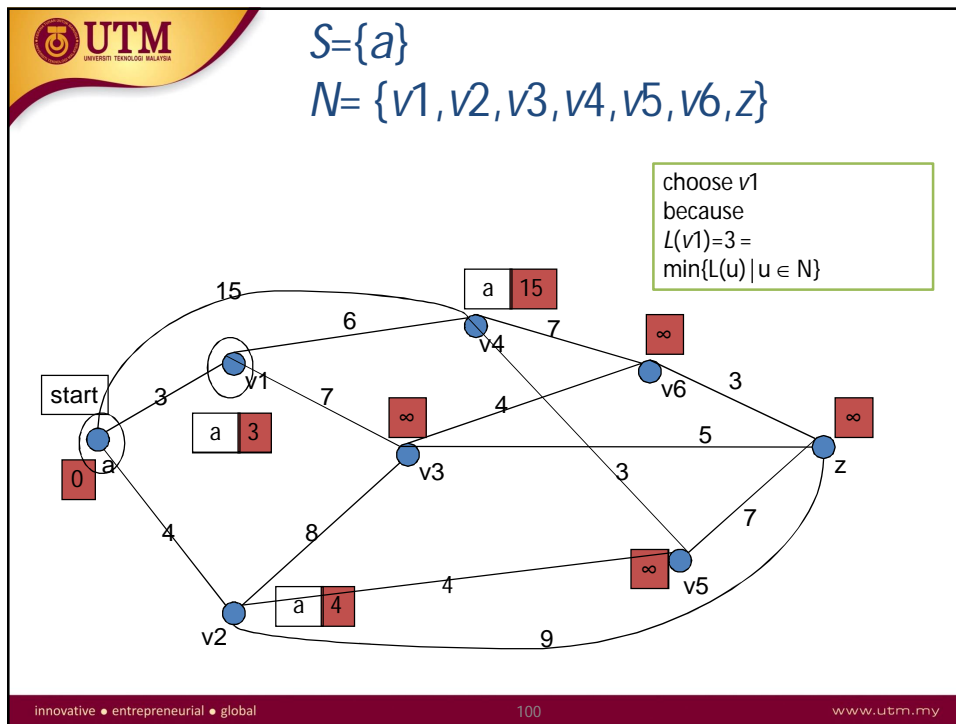 UTM
UNIVERSITI TEKNOLOGI MALAYSIA
S={a}
N= {v1,v2,v3,v4,v5,v6,z}
choose v1
because
L(v1)=3 =
min{L(u)|u ∈ N}
15
a 15
6
7
v4
∞
v1
v6
3
start
3
7
4
∞
∞
a 3
5
a
v3
z
0
3
4
8
7
∞
v5
4
a 4
v2
9
innovative ● entrepreneurial ● global
100
www.utm.my